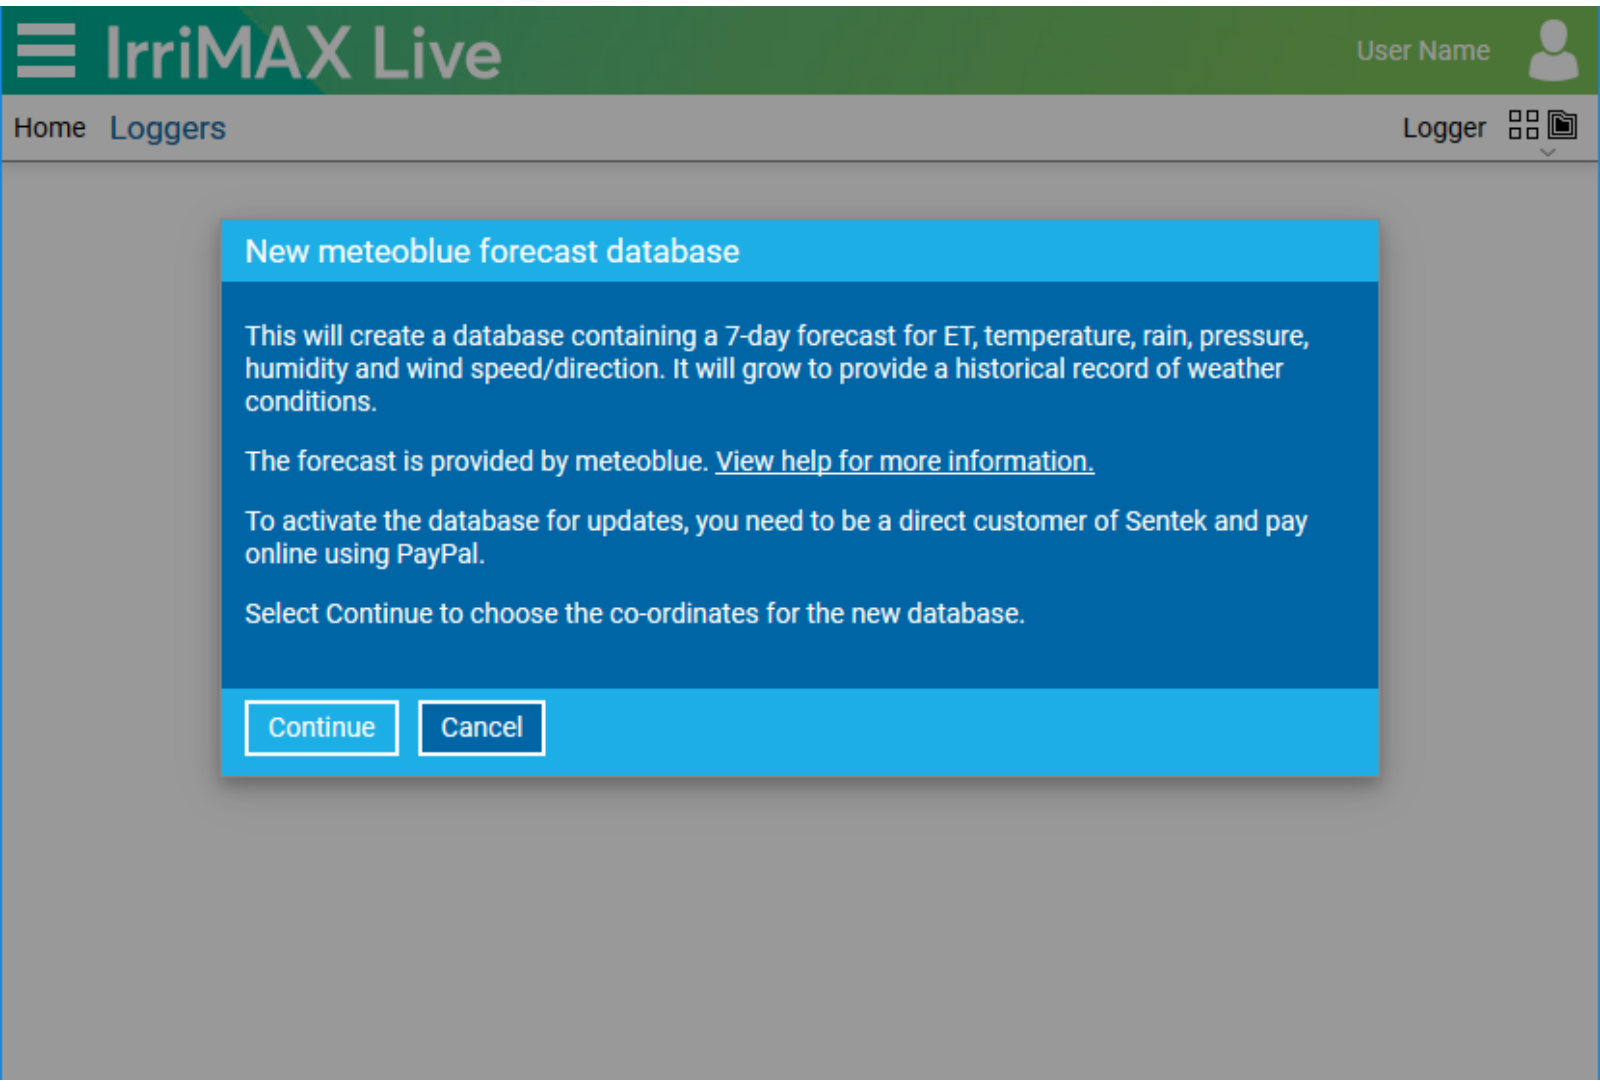 IrriMAX Live
User Name
Home Loggers
Logger
New meteoblue forecast database
This will create a database containing a 7-day forecast for ET, temperature, rain, pressure,
humidity and wind speed/direction. It will grow to provide a historical record of weather
conditions.
The forecast is provided by meteoblue. View help for more information.
To activate the database for updates, you need to be a direct customer of Sentek and pay
online using PayPal.
Select Continue to choose the co-ordinates for the new database.
Continue Cancel